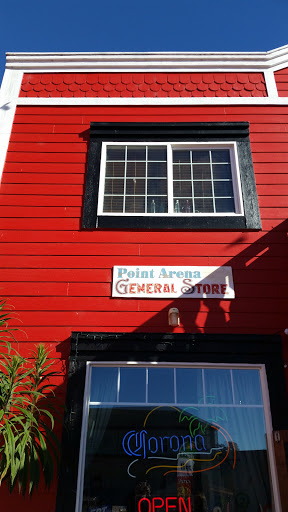 Point Arena
GENERAL STORE
Corona
OPEN